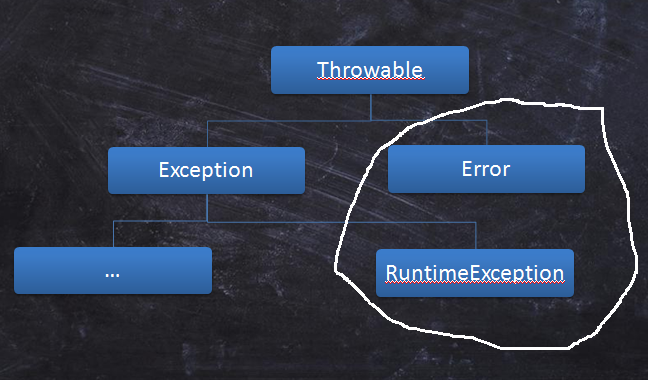 Throwable
Exception
Error
...
RuntimeException